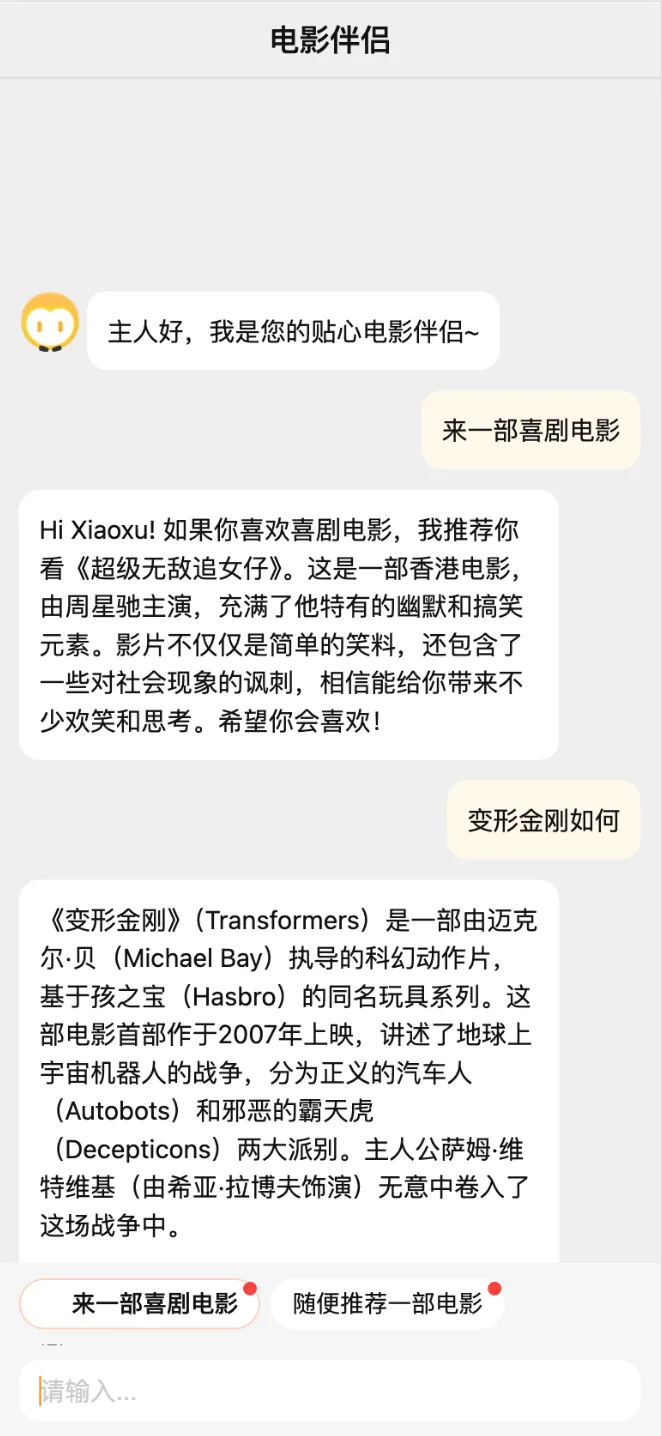 电影伴侣
主人好，我是您的贴心电影伴侣~
来一部喜剧电影
Hi Xiaoxu! 如果你喜欢喜剧电影，我推荐你
看《超级无敌追女仔》。这是一部香港电影，
由周星驰主演，充满了他特有的幽默和搞笑
元素。影片不仅仅是简单的笑料，还包含了
一些对社会现象的讽刺，相信能给你带来不
少欢笑和思考。希望你会喜欢！
变形金刚如何
《变形金刚》（Transformers）是一部由迈克
尔·贝（Michael Bay）执导的科幻动作片，
基于孩之宝（Hasbro）的同名玩具系列。这
部电影首部作于2007年上映，讲述了地球上
宇宙机器人的战争，分为正义的汽车人
（Autobots）和邪恶的霸天虎
（Decepticons）两大派别。主人公萨姆·维
特维基（由希亚·拉博夫饰演）无意中卷入了
这场战争中。
来一部喜剧电影
随便推荐一部电影
请输入...